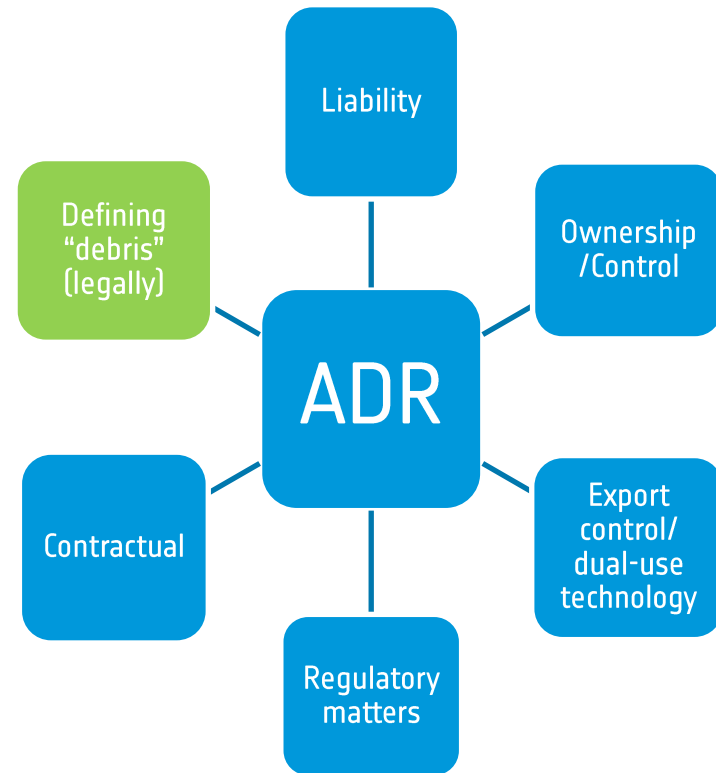 Liability
Defining
“debris”
(legally)
Ownership
/Control
ADR
Contractual
Export
control/
dual-use
technology
Regulatory
matters